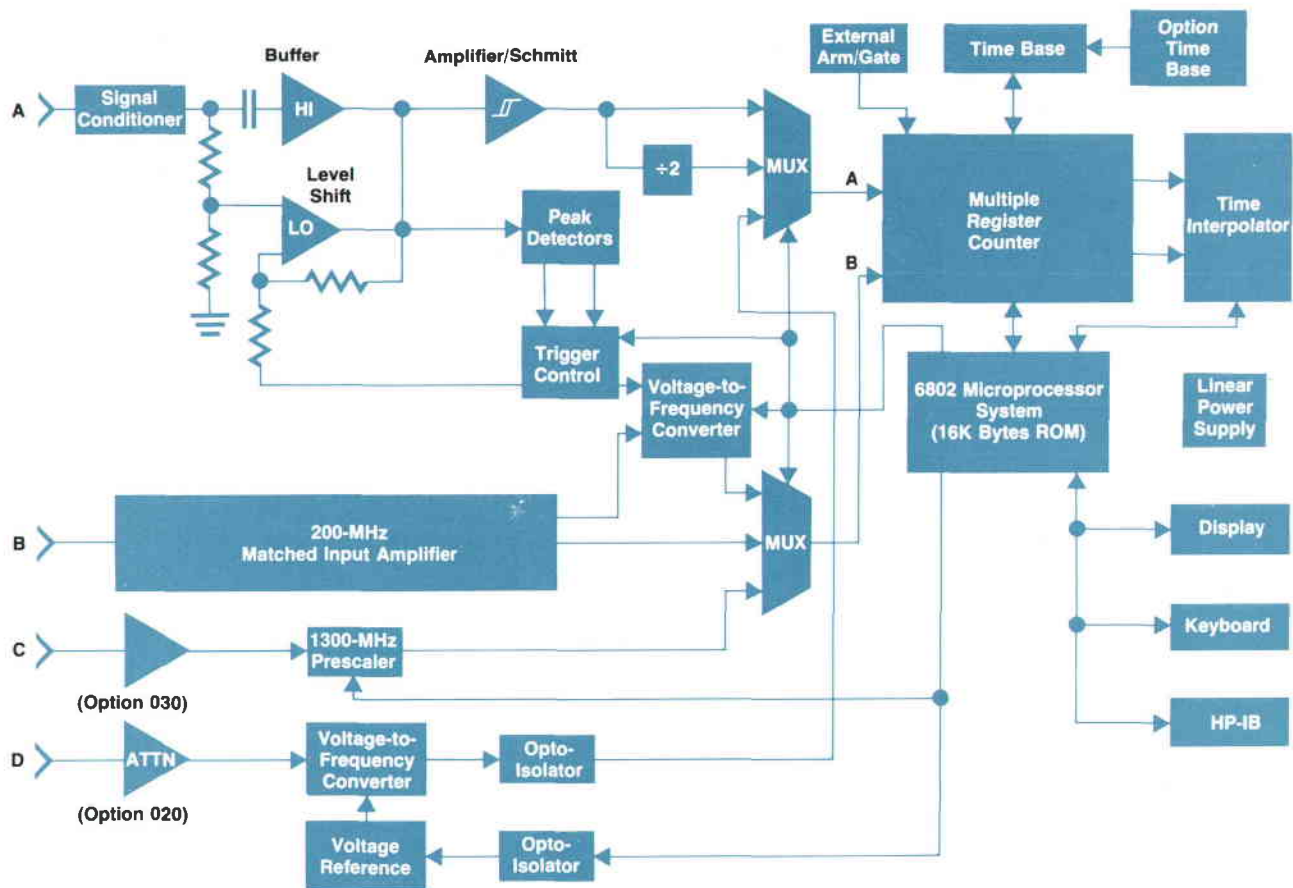 External
Arm/Gate
Time Base
Option
Time
Base
Buffer
Amplifier/Schmitt
A
Signal
Conditioner
HI
MUX
÷2
A
Multiple
Register
Counter
Time
Interpolator
Level
Shift
LO
Peak
Detectors
B
Trigger
Control
Voltage-to-
Frequency
Converter
6802 Microprocessor
System
(16K Bytes ROM)
Linear
Power
Supply
B
200-MHz
Matched Input Amplifier
MUX
Display
C
1300-MHz
Prescaler
Keyboard
(Option 030)
HP-IB
D
ATTN
Voltage-to-
Frequency
Converter
Opto-
Isolator
(Option 020)
Voltage
Reference
Opto-
Isolator